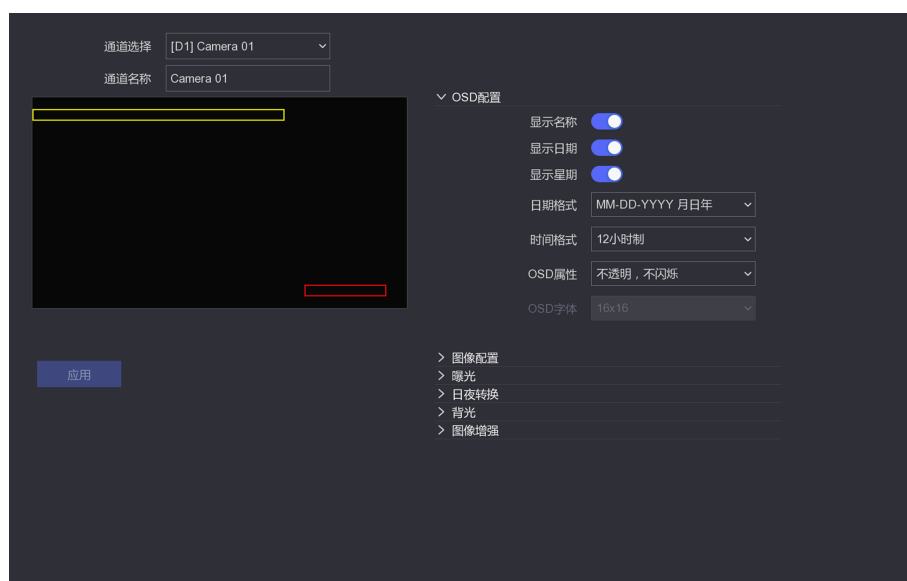 通道选择 [D1] Camera 01
通道名称 Camera 01
OSD配置
显示名称
显示日期
显示星期
日期格式 MM-DD-YYYY 月日年
时间格式 12小时制
OSD属性 不透明，不闪烁
OSD字体 16x16
图像配置
曝光
日夜转换
背光
图像增强
应用